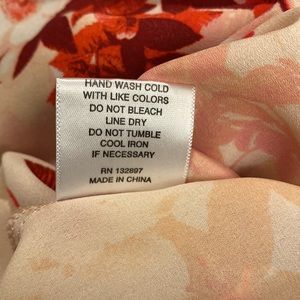 HAND WASH COLD
WITH LIKE COLORS
DO NOT BLEACH
LINE DRY
DO NOT TUMBLE
COOL IRON
IF NECESSARY
RN 132897
MADE IN CHINA